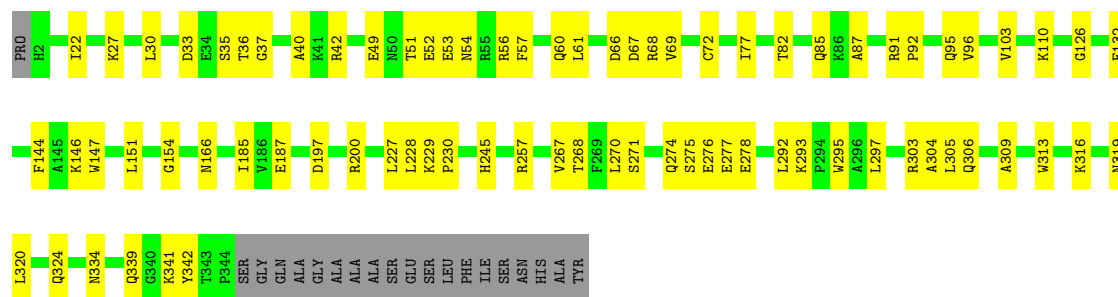 PRO H2 I22 K27 L30 D33 E34 S35 T36 G37 A40 K41 R42 E49 N50 T51 E52 E53 N54 R55 R56 F57 Q60 L61 D66 D67 R68 V69 C72 I77 T82 Q85 K86 A87 R91 P92 Q95 V96 V103 K110 G126
F144 A145 K146 W147 L151 G154 N166 I185 V186 E187 D197 R200 L227 L228 K229 P230 H245 R257 V267 T268 F269 L270 S271 Q274 S275 E276 E277 E278 L292 K293 P294 W295 A296 L297 R303 A304 L305 Q306 A309 W313 K316
L320 Q324 N334 Q339 G340 K341 Y342 T343 P344 SER GLY GLN ALA GLY ALA ALA ALA SER GLU SER LEU PHE ILE SER ASN HIS ALA TYR